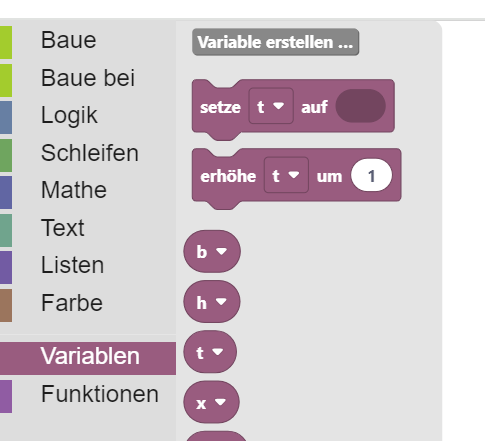 Baue
Baue bei
Logik
Schleifen
Mathe
Text
Listen
Farbe
Variablen
Funktionen
Variable erstellen ...
setze t auf
erhöhe t um 1
b
h
t
x